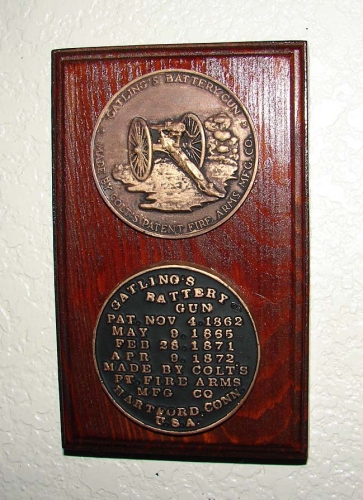 GATLING'S BATTERY GUN
MADE BY COLT'S PATENT FIRE ARMS MFG. CO
GATLING'S
BATTERY
GUN
PAT. NOV 4.1862
MAY 9.1865
FEB 28.1871
APR 9.1872
MADE BY COLT'S
PT. FIRE ARMS
MFG CO
HARTFORD.CONN.
U.S.A.